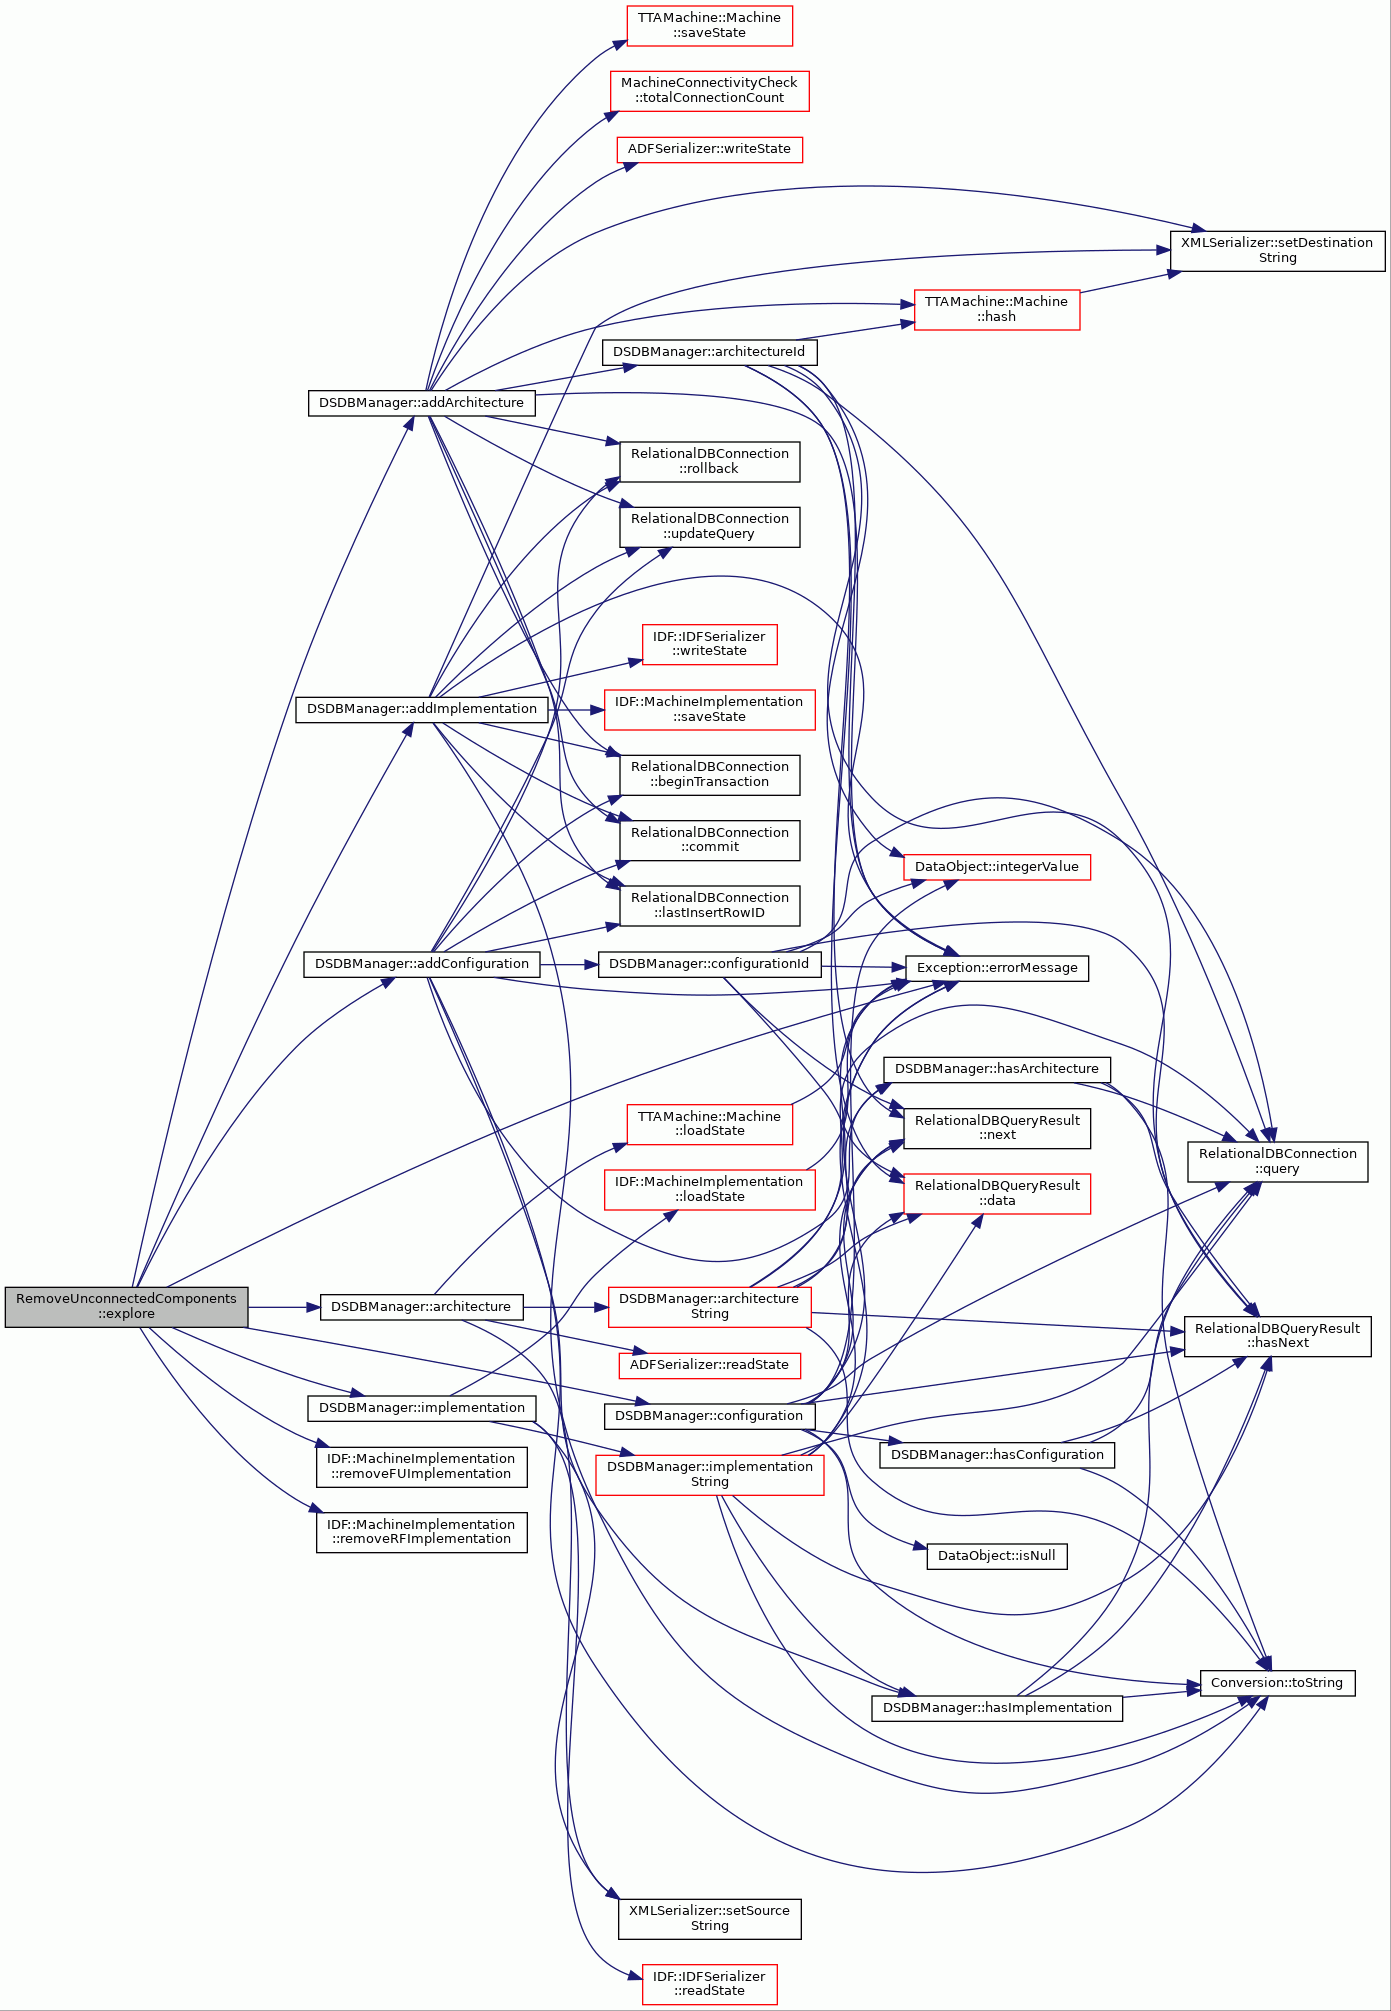 TTAMachine::Machine
::saveState
MachineConnectivityCheck
::totalConnectionCount
ADFSerializer::writeState
XMLSerializer::setDestination
String
TTAMachine::Machine
::hash
DSDBManager::architectureId
DSDBManager::addArchitecture
RelationalDBConnection
::rollback
RelationalDBConnection
::updateQuery
IDF::IDFSerializer
::writeState
DSDBManager::addImplementation
IDF::MachineImplementation
::saveState
RelationalDBConnection
::beginTransaction
RelationalDBConnection
::commit
DataObject::integerValue
RelationalDBConnection
::lastInsertRowID
DSDBManager::addConfiguration
DSDBManager::configurationId
Exception::errorMessage
DSDBManager::hasArchitecture
TTAMachine::Machine
::loadState
RelationalDBQueryResult
::next
RelationalDBConnection
::query
IDF::MachineImplementation
::loadState
RelationalDBQueryResult
::data
RemoveUnconnectedComponents
::explore
DSDBManager::architecture
DSDBManager::architecture
String
RelationalDBQueryResult
::hasNext
ADFSerializer::readState
DSDBManager::implementation
DSDBManager::configuration
DSDBManager::hasConfiguration
IDF::MachineImplementation
::removeFUImplementation
DSDBManager::implementation
String
IDF::MachineImplementation
::removeRFImplementation
DataObject::isNull
Conversion::toString
DSDBManager::hasImplementation
XMLSerializer::setSource
String
IDF::IDFSerializer
::readState